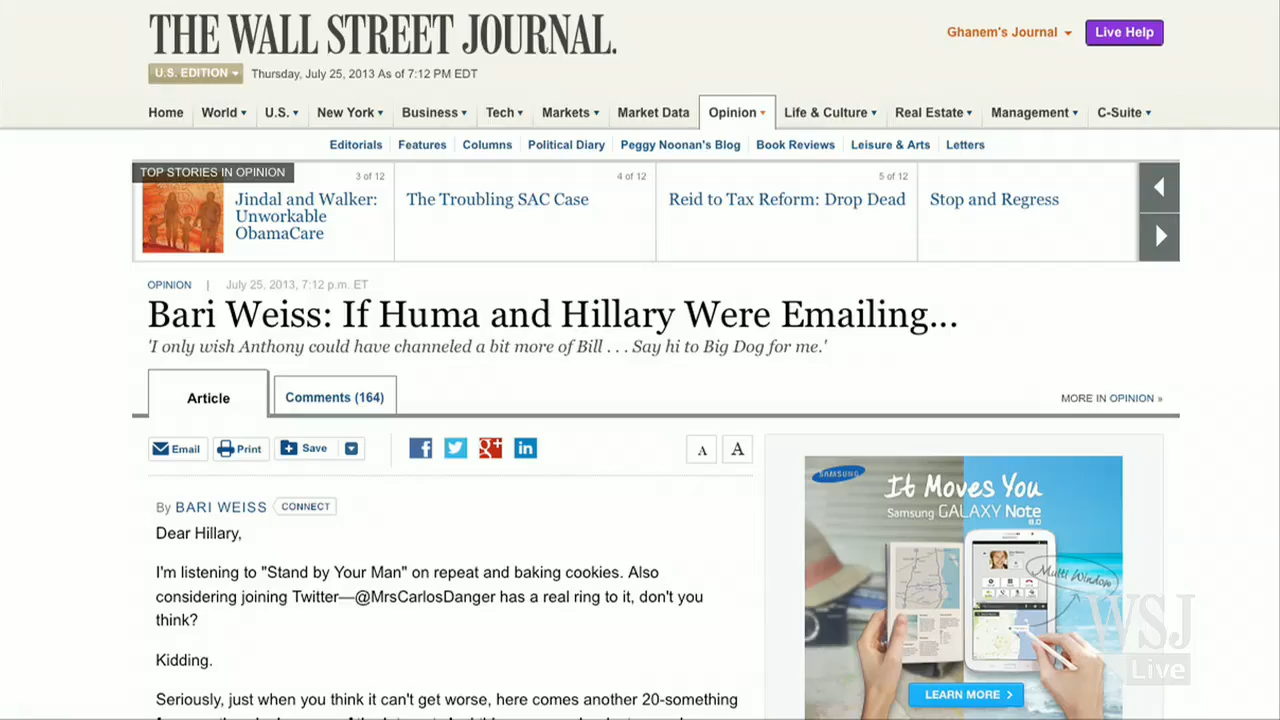 THE WALL STREET JOURNAL.
Ghanem's Journal
Live Help
U.S. EDITION
Thursday, July 25, 2013 As of 7:12 PM EDT
Home World U.S. New York Business Tech Markets Market Data Opinion Life & Culture Real Estate Management C-Suite
Editorials Features Columns Political Diary Peggy Noonan's Blog Book Reviews Leisure & Arts Letters
TOP STORIES IN OPINION
3 of 12
Jindal and Walker:
Unworkable
ObamaCare
4 of 12
The Troubling SAC Case
5 of 12
Reid to Tax Reform: Drop Dead
Stop and Regress
OPINION | July 25, 2013, 7:12 p.m. ET
Bari Weiss: If Huma and Hillary Were Emailing...
'I only wish Anthony could have channeled a bit more of Bill . . . Say hi to Big Dog for me.'
Article
Comments (164)
MORE IN OPINION »
Email Print Save
A A
By BARI WEISS CONNECT
Dear Hillary,
I'm listening to "Stand by Your Man" on repeat and baking cookies. Also
considering joining Twitter—@MrsCarlosDanger has a real ring to it, don't you
think?
Kidding.
Seriously, just when you think it can't get worse, here comes another 20-something
SAMSUNG
It Moves You
Samsung GALAXY Note
8.0
Multi Window
LEARN MORE >
WSJ
Live